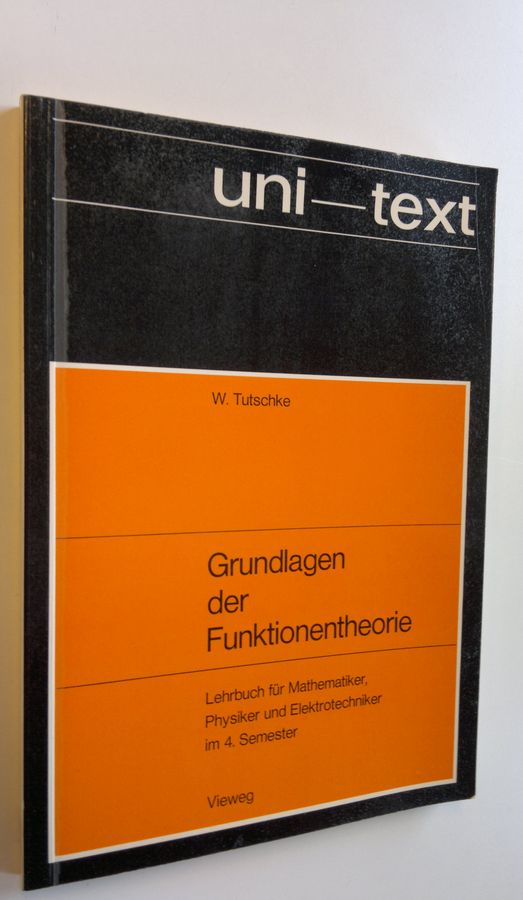 uni—text
W. Tutschke
Grundlagen
der
Funktionentheorie
Lehrbuch für Mathematiker,
Physiker und Elektrotechniker
im 4. Semester
Vieweg